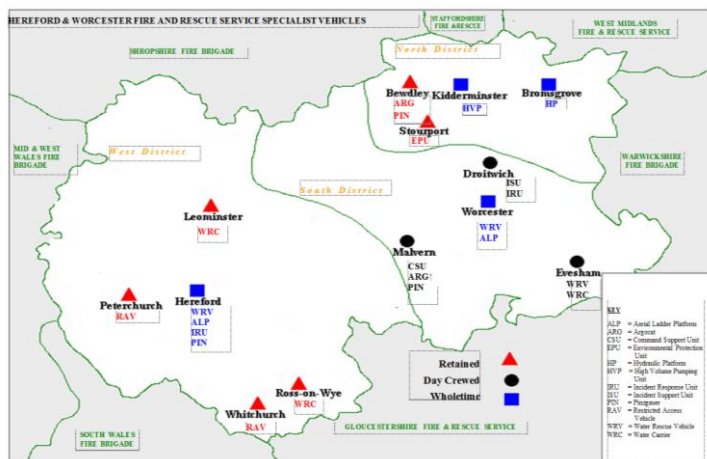 HEREFORD & WORCESTER FIRE AND RESCUE SERVICE SPECIALIST VEHICLES
STAFFORDSHIRE
FIRE &RESCUE
WEST MIDLANDS
FIRE & RESCUE SERVICE
SHROPSHIRE FIRE BRIGADE
North District
Bewdley
ARG
PIN
Kidderminster
HVP
Bromsgrove
HP
Stourport
EPU
MID & WEST
WALES FIRE
BRIGADE
West District
WARWICKSHIRE
FIRE BRIGADE
Droitwich
ISU
IRU
South District
Leominster
WRC
Worcester
WRV
ALP
Malvern
CSU
ARG
PIN
Evesham
WRV
WRC
Peterchurch
RAV
Hereford
WRV
ALP
IRU
PIN
KEY
ALP = Aerial Ladder Platform
ARG = Argocat
CSU = Command Support Unit
EPU = Environmental Protection
Unit
HP = Hydraulic Platform
HVP = High Volume Pumping
Unit
IRU = Incident Response Unit
ISU = Incident Support Unit
PIN = Pinzgauer
RAV = Restricted Access
Vehicle
WRV = Water Rescue Vehicle
WRC = Water Carrier
Retained
Day Crewed
Wholetime
Ross-on-Wye
WRC
Whitchurch
RAV
SOUTH WALES
FIRE BRIGADE
GLOUCESTERSHIRE FIRE & RESCUE SERVICE